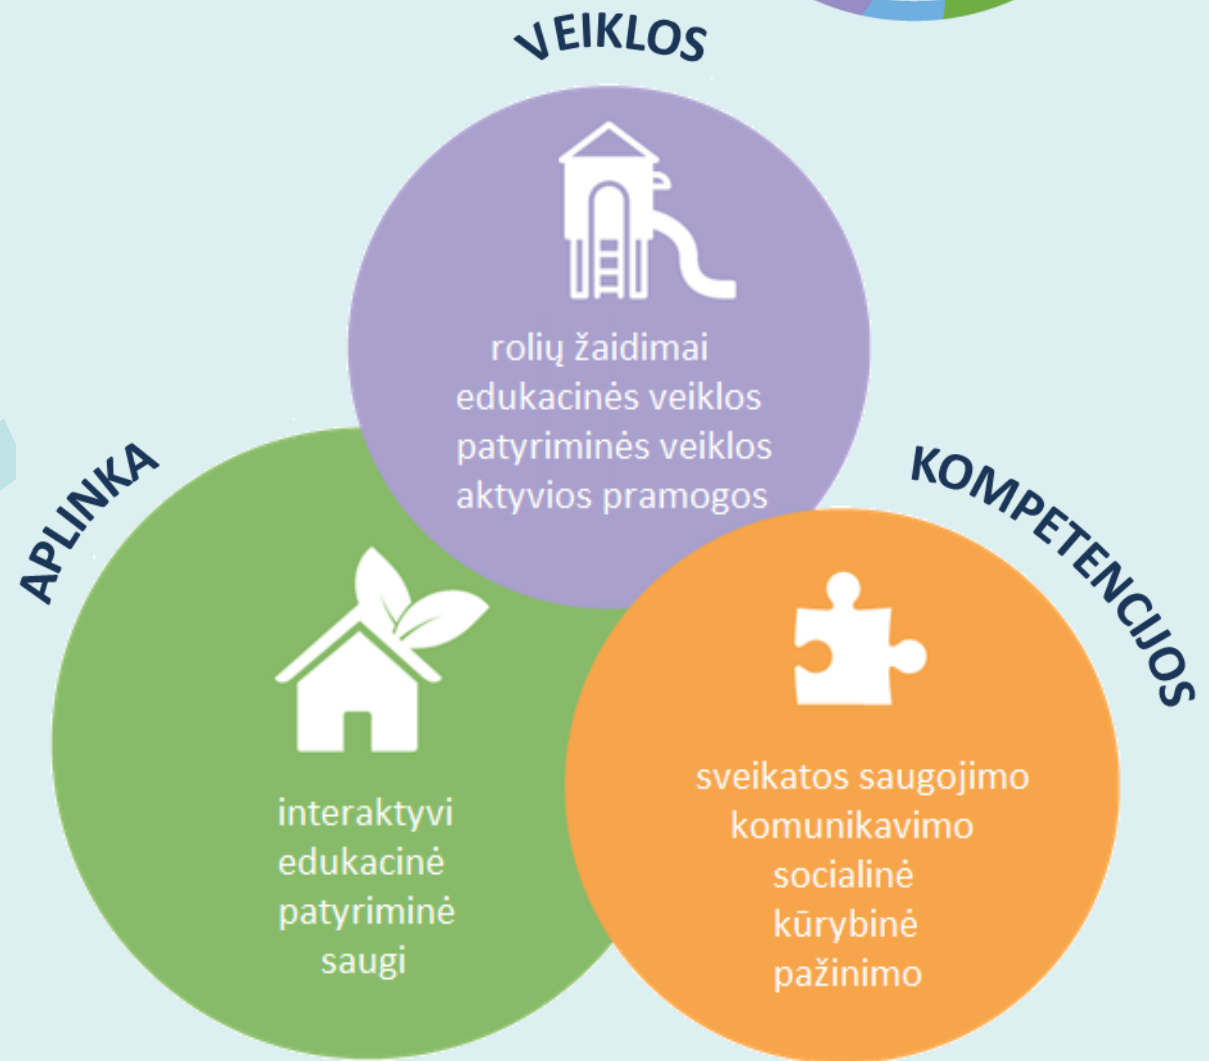 VEIKLOS
rolių žaidimai
edukacinės veiklos
patyriminės veiklos
aktyvios pramogos
APLINKA
interaktyvi
edukacinė
patyriminė
saugi
KOMPETENCIJOS
sveikatos saugojimo
komunikavimo
socialinė
kūrybinė
pažinimo